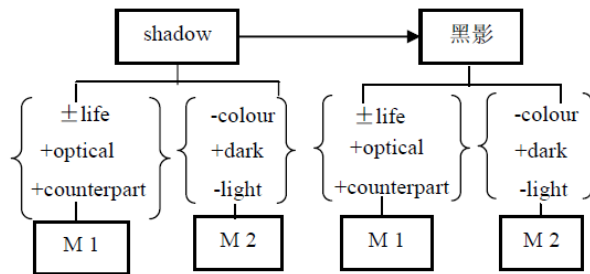 shadow 黑影
±life -colour ±life -colour
+optical +dark +optical +dark
+counterpart -light +counterpart -light
M 1 M 2 M 1 M 2